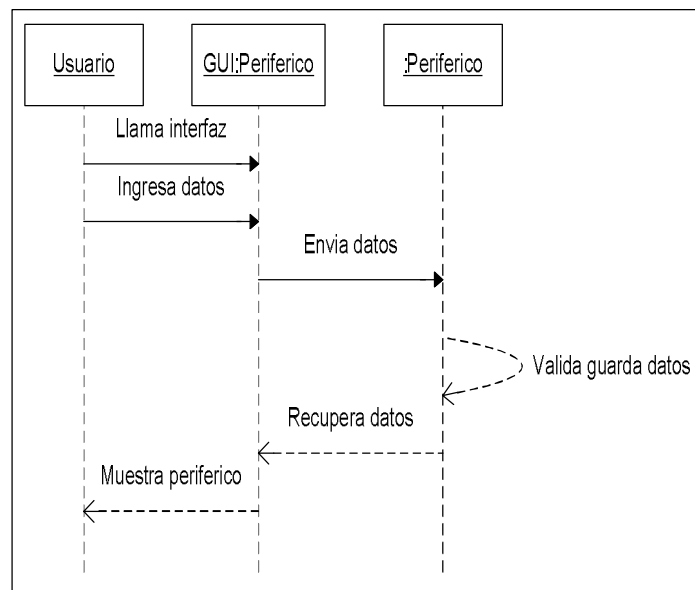 Usuario
GUI:Periferico
:Periferico
Llama interfaz
Ingresa datos
Envia datos
Valida guarda datos
Recupera datos
Muestra periferico